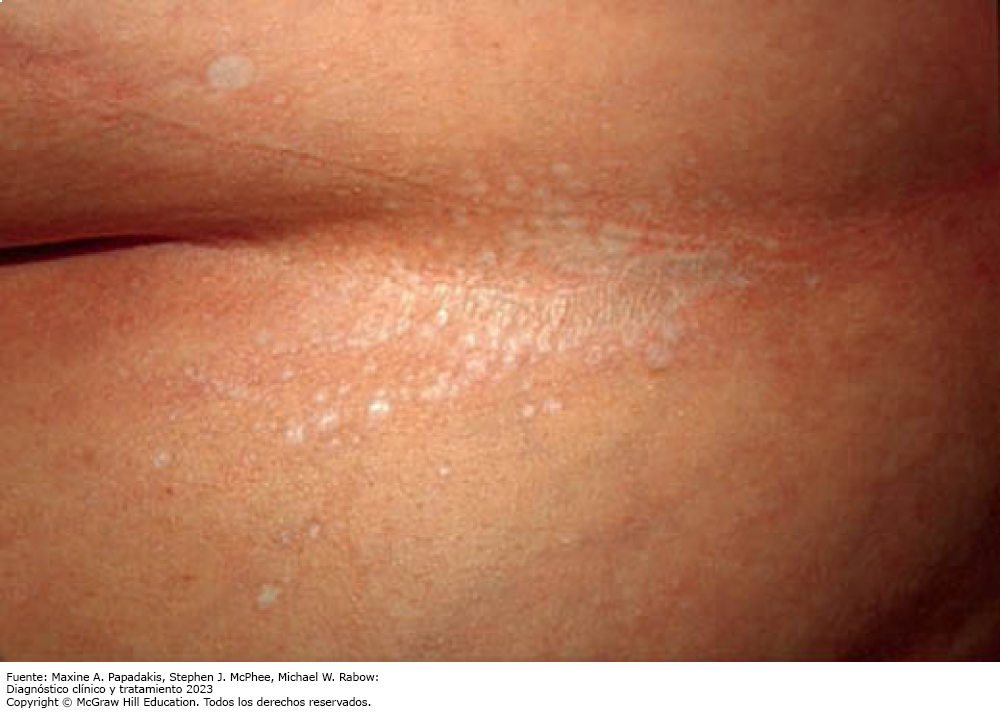 Fuente: Maxine A. Papadakis, Stephen J. McPhee, Michael W. Rabow:
Diagnóstico clínico y tratamiento 2023
Copyright © McGraw Hill Education. Todos los derechos reservados.